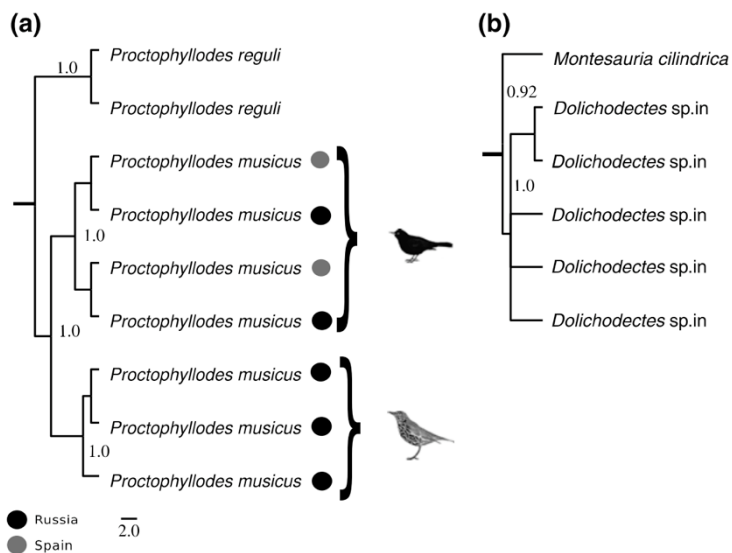 (a)
1.0
Proctophyllodes reguli
Proctophyllodes reguli
Proctophyllodes musicus
Proctophyllodes musicus
1.0
Proctophyllodes musicus
Proctophyllodes musicus
1.0
Proctophyllodes musicus
Proctophyllodes musicus
1.0
Proctophyllodes musicus
Russia
Spain
2.0
(b)
Montesauria cilindrica
0.92
Dolichodectes sp.in
Dolichodectes sp.in
1.0
Dolichodectes sp.in
Dolichodectes sp.in
Dolichodectes sp.in